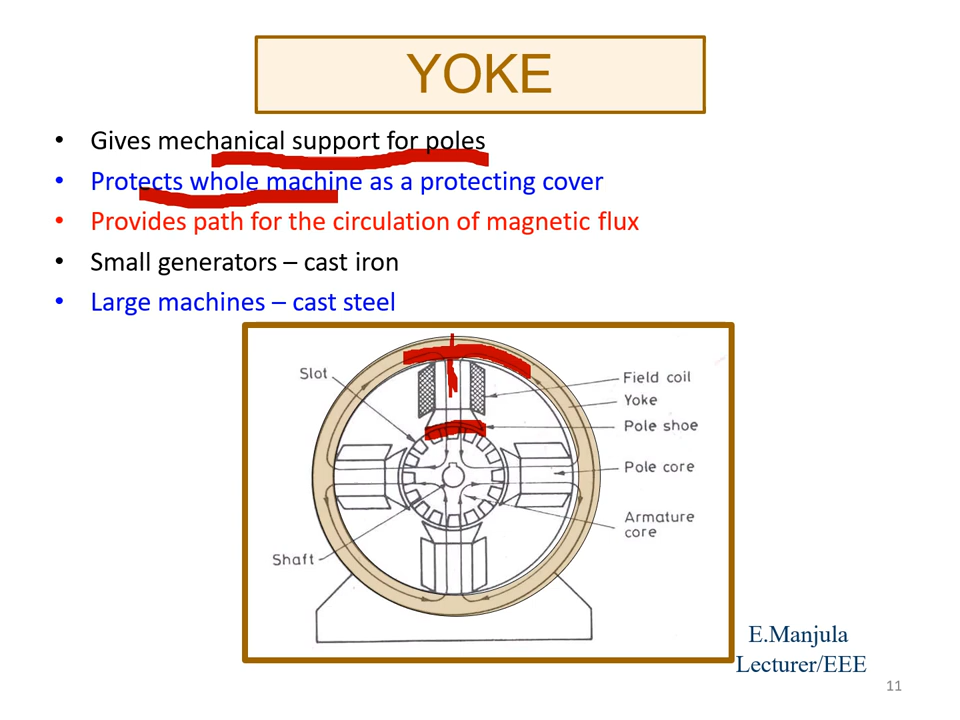 YOKE
• Gives mechanical support for poles
• Protects whole machine as a protecting cover
• Provides path for the circulation of magnetic flux
• Small generators – cast iron
• Large machines – cast steel
Slot
Field coil
Yoke
Pole shoe
Pole core
Armature
core
Shaft
E.Manjula
Lecturer/EEE
11